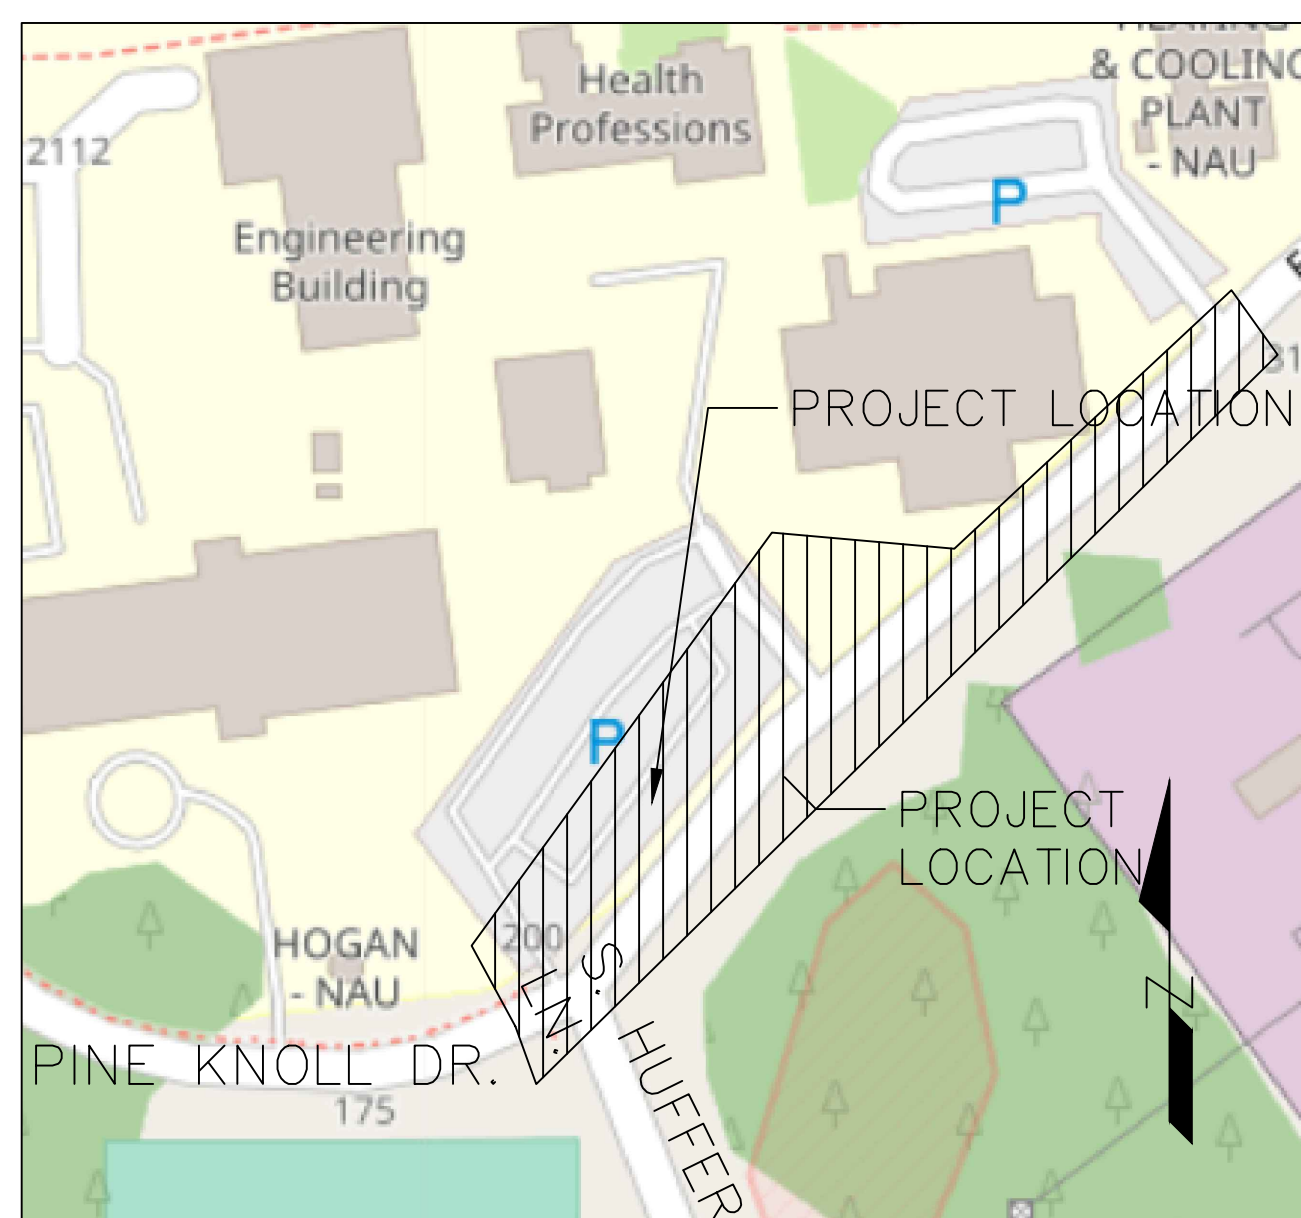 & COOLING
PLANT
- NAU
Health
Professions
2112
P
Engineering
Building
PROJECT LOCATION
P
PROJECT
LOCATION
200
HOGAN
- NAU
S. HUFFER
LN.
PINE KNOLL DR.
175
N